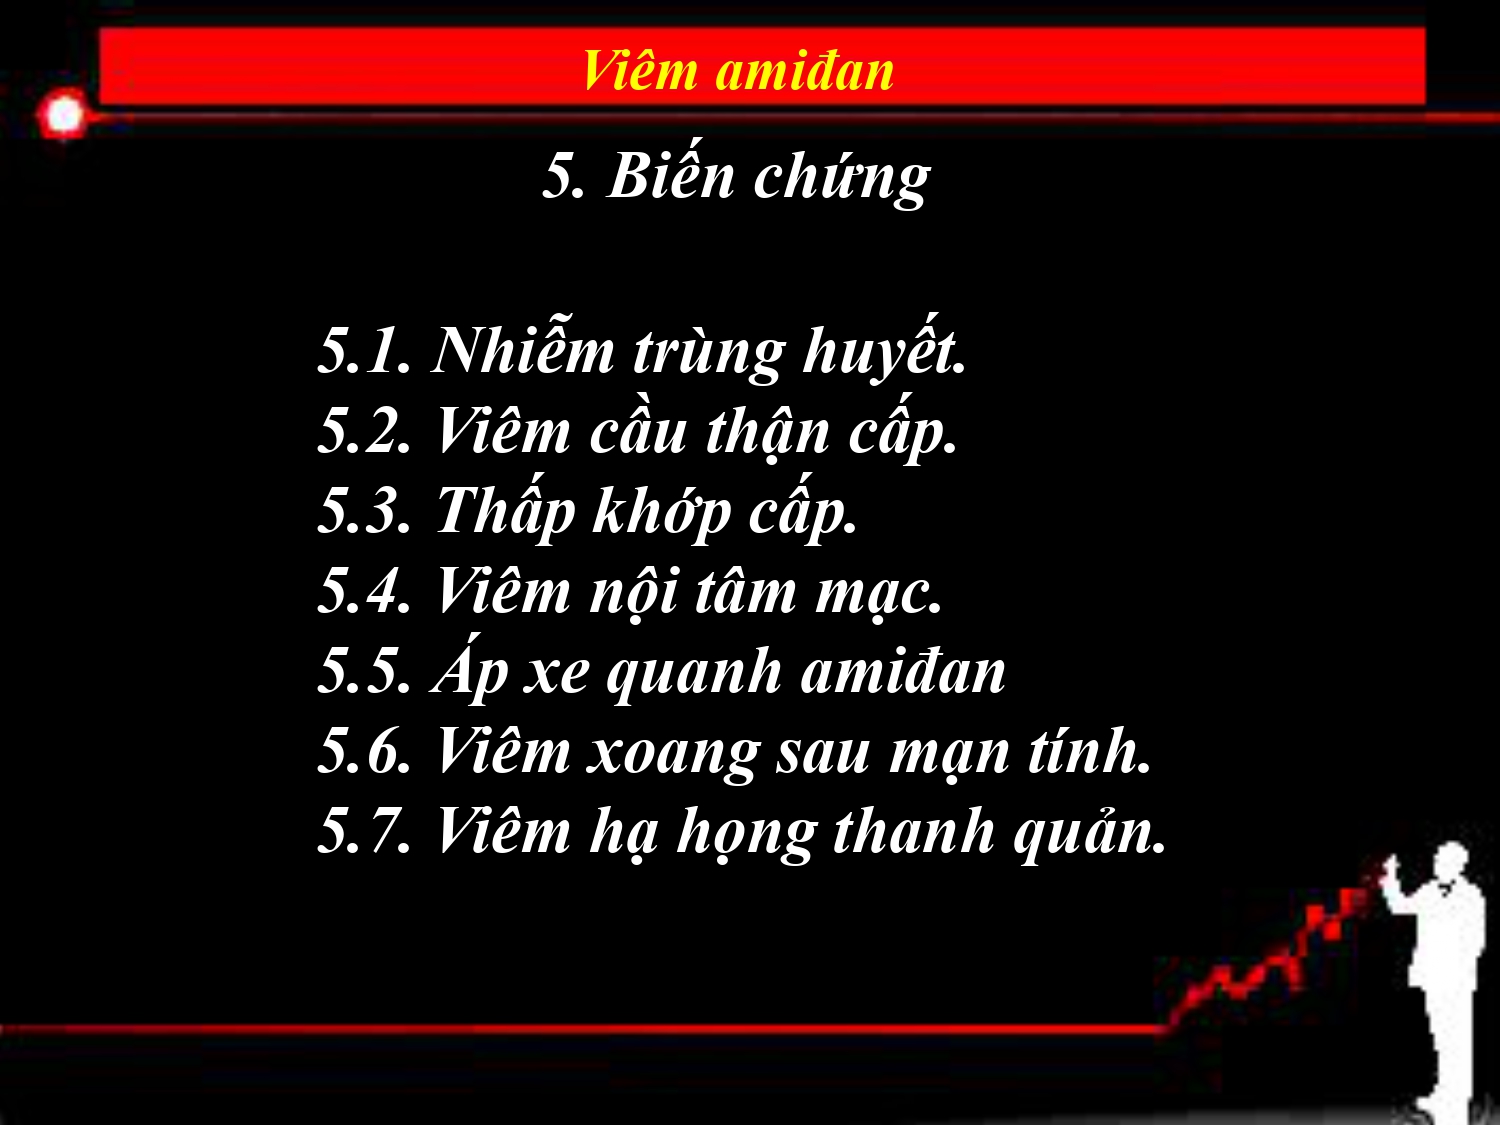 Viêm amiđan
5. Biến chứng
5.1. Nhiễm trùng huyết.
5.2. Viêm cầu thận cấp.
5.3. Thấp khớp cấp.
5.4. Viêm nội tâm mạc.
5.5. Áp xe quanh amiđan
5.6. Viêm xoang sau mạn tính.
5.7. Viêm hạ họng thanh quản.